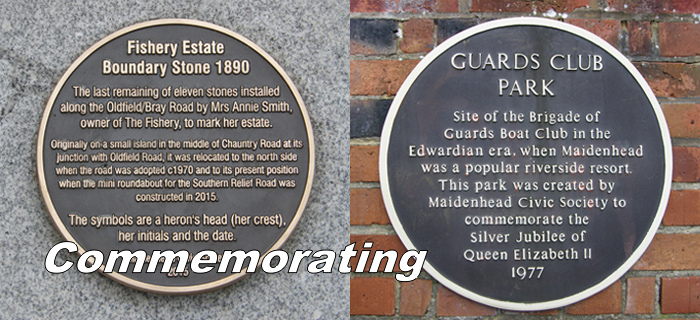 Fishery Estate
Boundary Stone 1890
The last remaining of eleven stones installed
along the Oldfield/Bray Road by Mrs Annie Smith,
owner of The Fishery, to mark her estate.
Originally on a small island in the middle of Chauntry Road at its
junction with Oldfield Road, it was relocated to the north side
when the road was adopted c1970 and to its present position
when the mini roundabout for the Southern Relief Road was
constructed in 2015.
The symbols are a heron's head (her crest),
her initials and the date.
2015
GUARDS CLUB
PARK
Site of the Brigade of
Guards Boat Club in the
Edwardian era, when Maidenhead
was a popular riverside resort.
This park was created by
Maidenhead Civic Society to
commemorate the
Silver Jubilee of
Queen Elizabeth II
1977
Commemorating